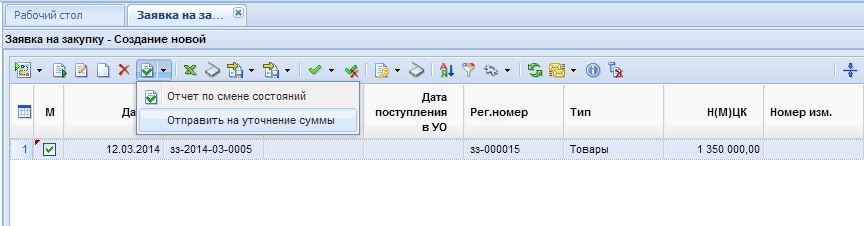 Рабочий стол
Заявка на за...
Заявка на закупку - Создание новой
Отчет по смене состояний
Отправить на уточнение суммы
М
Да
Дата
поступления
в УО
Рег.номер
Тип
Н(М)ЦК
Номер изм.
1
12.03.2014
зз-2014-03-0005
зз-000015
Товары
1 350 000,00